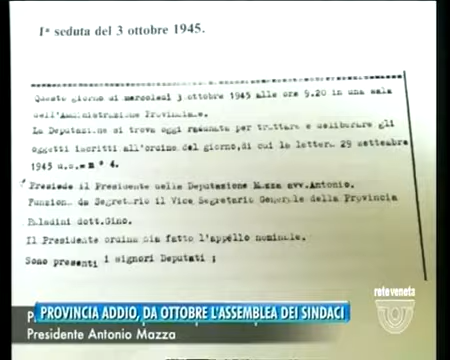 1ª seduta del 3 ottobre 1945.
Questo giorno di mercoledì 3 ottobre 1945 alle ore 9.20 in una sala
dell'Amministrazione Provinciale.
La Deputazione si trova oggi radunata per trattare e deliberare gli
oggetti iscritti all'ordine del giorno, di cui la lettera 29 settembre
1945 n° 4.
Presiede il Presidente della Deputazione Mazza avv. Antonio.
Funziona da Segretario il Vice Segretario Generale della Provincia
Paladini dott. Gino.
Il Presidente ordina sia fatto l'appello nominale.
Sono presenti i signori Deputati ;
reteveneta
PROVINCIA ADDIO, DA OTTOBRE L'ASSEMBLEA DEI SINDACI
Presidente Antonio Mazza